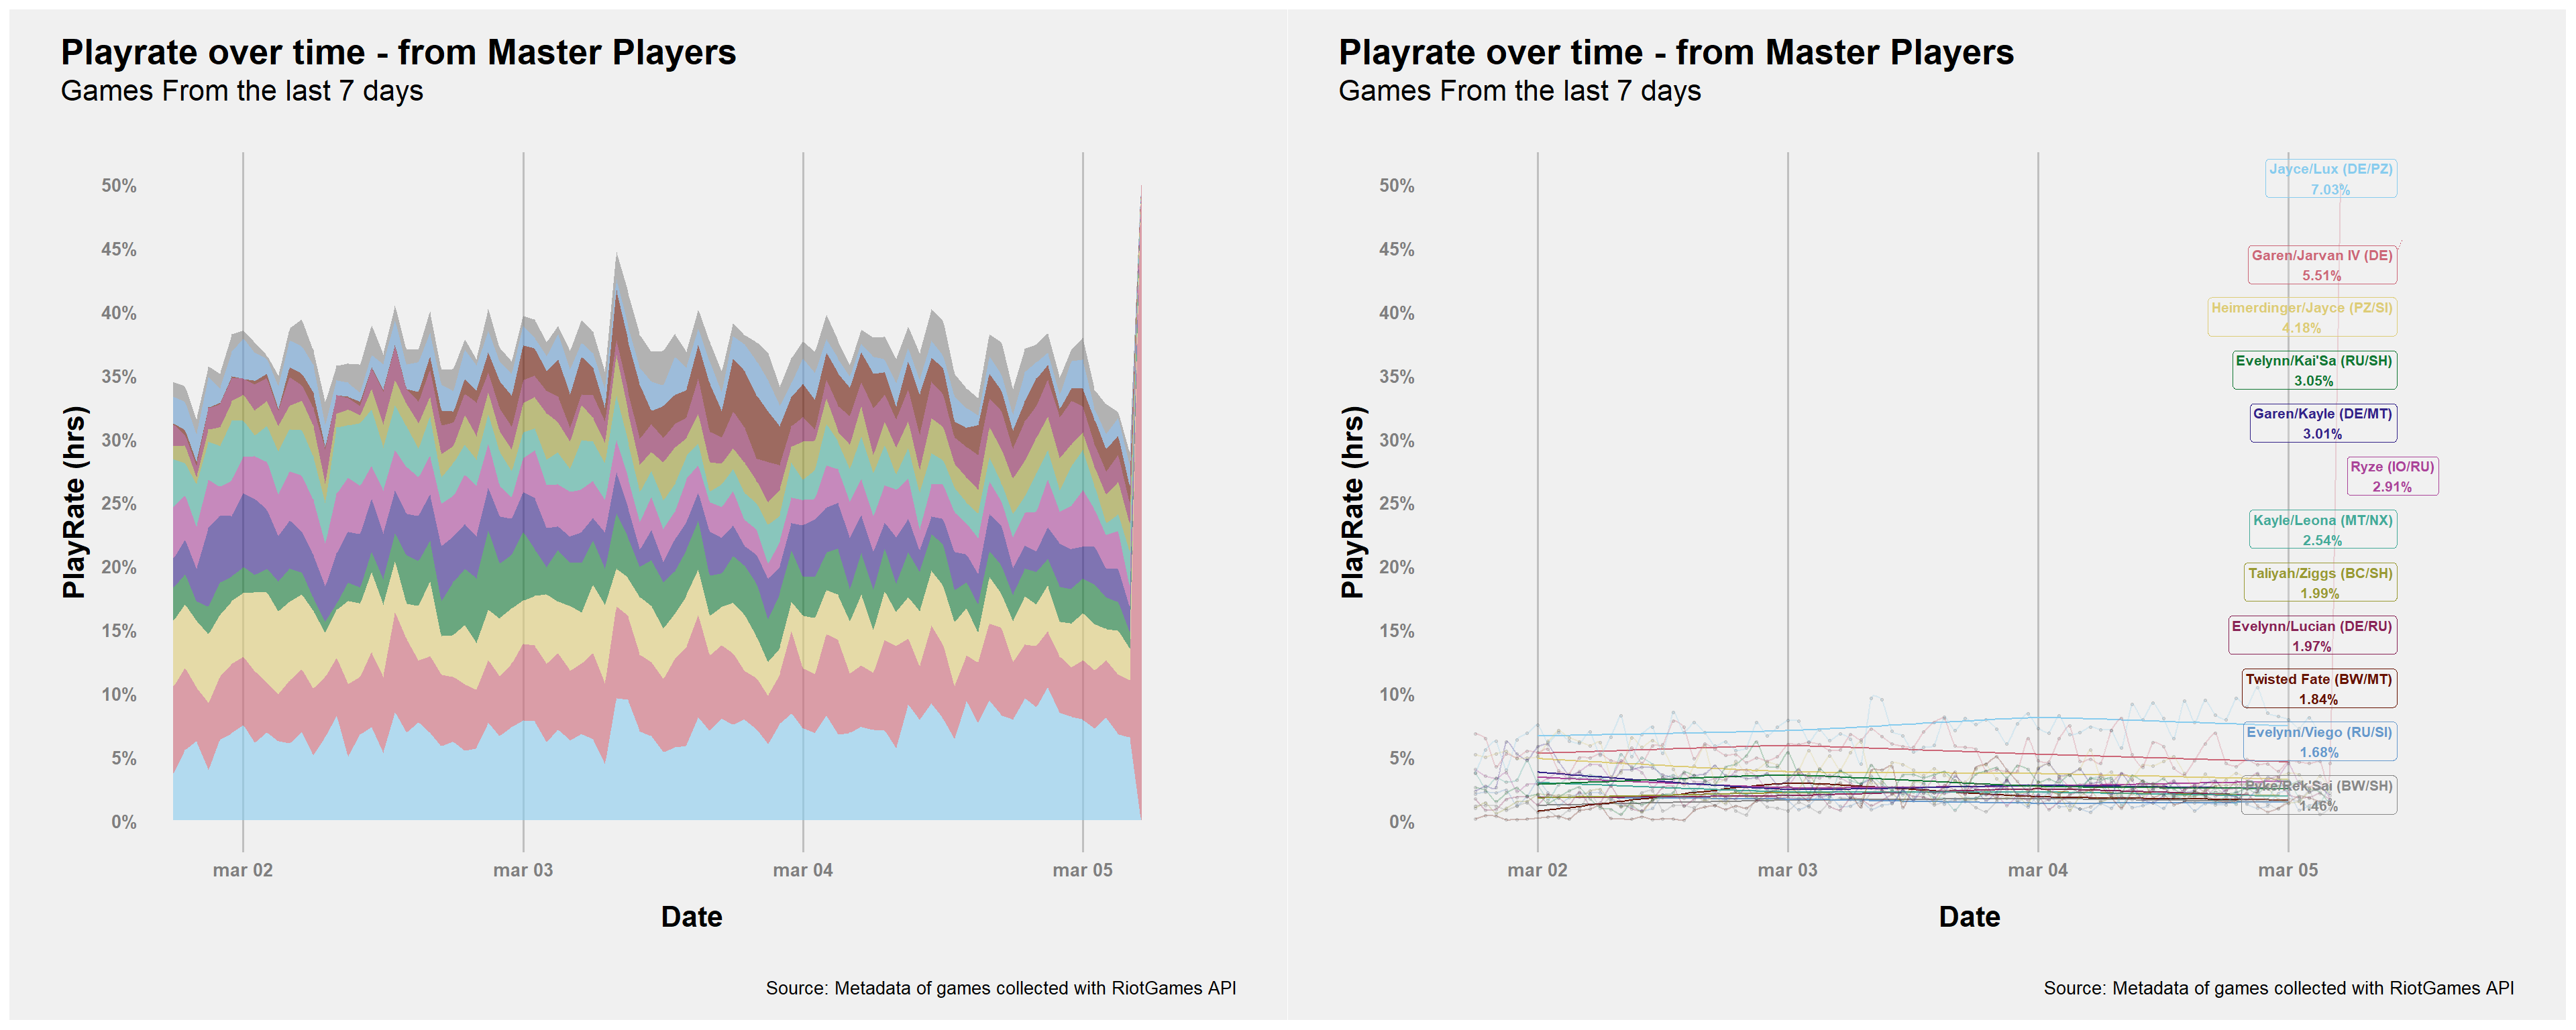 Playrate over time - from Master Players
Games From the last 7 days
50%
45%
40%
35%
30%
25%
20%
15%
10%
5%
0%
PlayRate (hrs)
mar 02
mar 03
mar 04
mar 05
Date
Source: Metadata of games collected with RiotGames API
Playrate over time - from Master Players
Games From the last 7 days
50%
45%
40%
35%
30%
25%
20%
15%
10%
5%
0%
PlayRate (hrs)
Jayce/Lux (DE/PZ)
7.03%
Garen/Jarvan IV (DE)
5.51%
Heimerdinger/Jayce (PZ/SI)
4.18%
Evelynn/Kai'Sa (RU/SH)
3.05%
Garen/Kayle (DE/MT)
3.01%
Ryze (IO/RU)
2.91%
Kayle/Leona (MT/NX)
2.54%
Taliyah/Ziggs (BC/SH)
1.99%
Evelynn/Lucian (DE/RU)
1.97%
Twisted Fate (BW/MT)
1.84%
Evelynn/Viego (RU/SI)
1.68%
Pyke/Rek'Sai (BW/SH)
1.46%
mar 02
mar 03
mar 04
mar 05
Date
Source: Metadata of games collected with RiotGames API